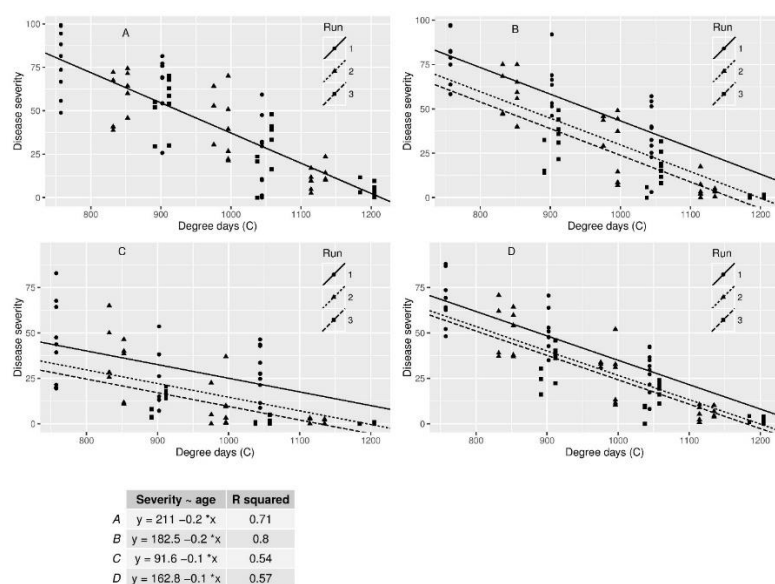 A
Run
1
2
3
100
75
50
25
0
Disease severity
800
900
1000
1100
1200
Degree days (C)
B
Run
1
2
3
100
75
50
25
0
Disease severity
800
900
1000
1100
1200
Degree days (C)
C
Run
1
2
3
75
50
25
0
Disease severity
800
900
1000
1100
1200
Degree days (C)
D
Run
1
2
3
75
50
25
0
Disease severity
800
900
1000
1100
1200
Degree days (C)
Severity ~ age R squared
A y = 211 −0.2 *x 0.71
B y = 182.5 −0.2 *x 0.8
C y = 91.6 −0.1 *x 0.54
D y = 162.8 −0.1 *x 0.57